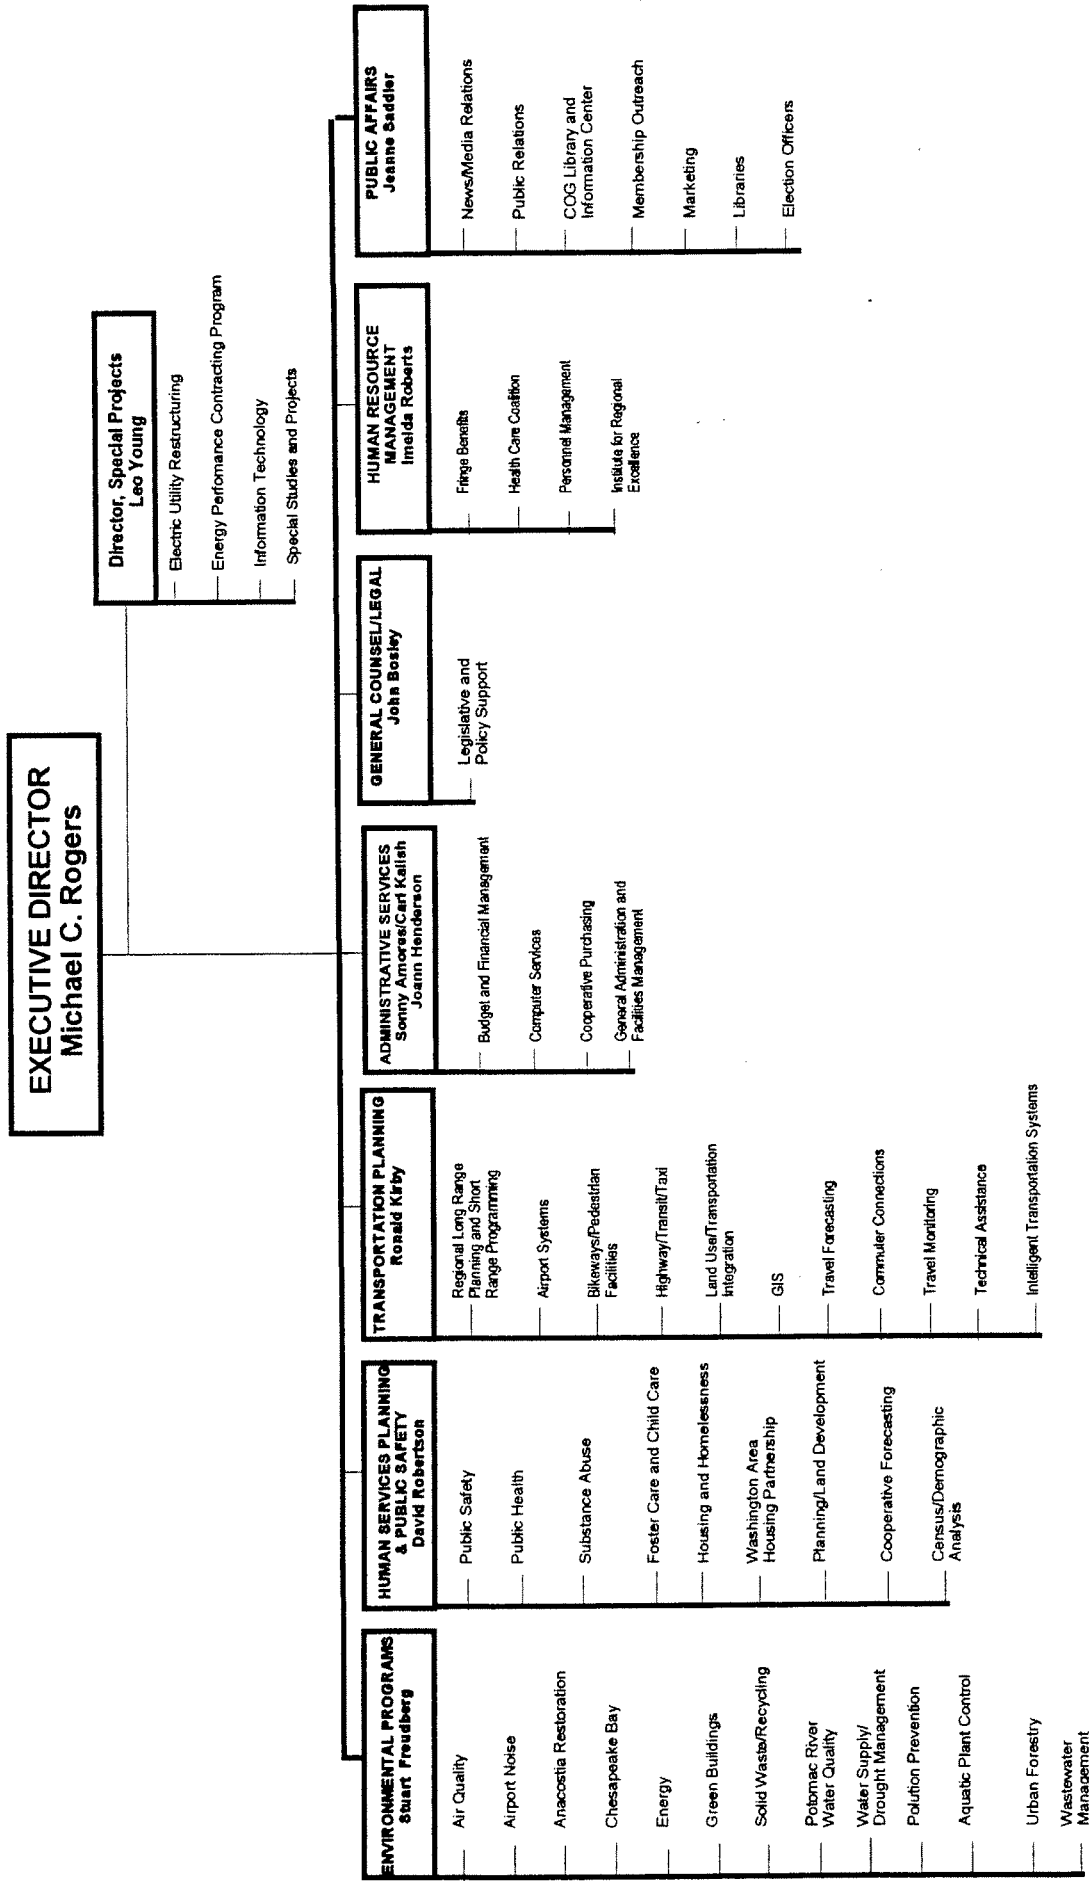 EXECUTIVE DIRECTOR
Michael C. Rogers
Director, Special Projects
Leo Young
Electric Utility Restructuring
Energy Perfomance Contracting Program
Information Technology
Special Studies and Projects
ENVIRONMENTAL PROGRAMS
Stuart Freudberg
Air Quality
Airport Noise
Anacostia Restoration
Chesapeake Bay
Energy
Green Buildings
Solid Waste/Recycling
Potomac River
Water Quality
Water Supply/
Drought Management
Polution Prevention
Aquatic Plant Control
Urban Forestry
Wastewater
Management
HUMAN SERVICES PLANNING
& PUBLIC SAFETY
David Robertson
Public Safety
Public Health
Substance Abuse
Foster Care and Child Care
Housing and Homelessness
Washington Area
Housing Partnership
Planning/Land Development
Cooperative Forecasting
Census/Demographic
Analysis
TRANSPORTATION PLANNING
Ronald Kirby
Regional Long Range
Planning and Short
Range Programming
Airport Systems
Bikeways/Pedestrian
Facilities
Highway/Transit/Taxi
Land Use/Transportation
Integration
GIS
Travel Forecasting
Commuter Connections
Travel Monitoring
Technical Assistance
Intelligent Transportation Systems
ADMINISTRATIVE SERVICES
Sonny Amores/Carl Kalish
Joann Henderson
Budget and Financial Management
Computer Services
Cooperative Purchasing
General Administration and
Facilities Management
GENERAL COUNSEL/LEGAL
John Bosley
Legislative and
Policy Support
HUMAN RESOURCE
MANAGEMENT
Imelda Roberts
Fringe Benefits
Health Care Coalition
Personnel Management
Institute for Regional
Excellence
PUBLIC AFFAIRS
Jeanne Saddler
News/Media Relations
Public Relations
COG Library and
Information Center
Membership Outreach
Marketing
Libraries
Election Officers